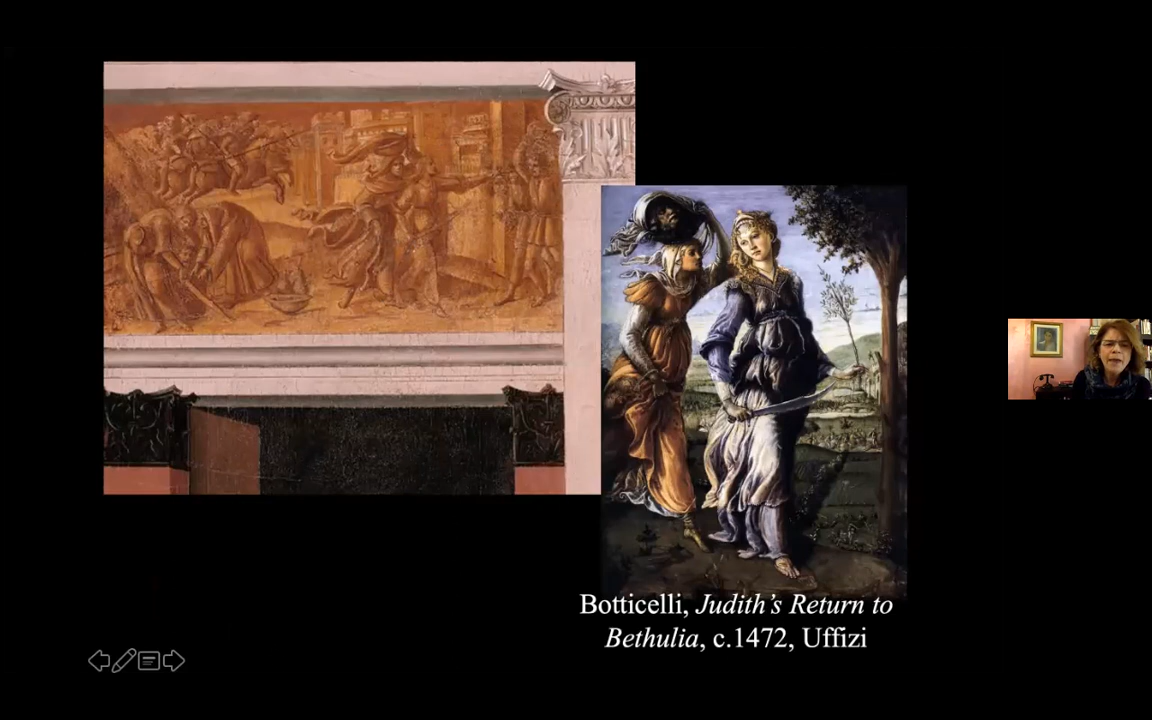 Botticelli, Judith’s Return to
Bethulia, c.1472, Uffizi